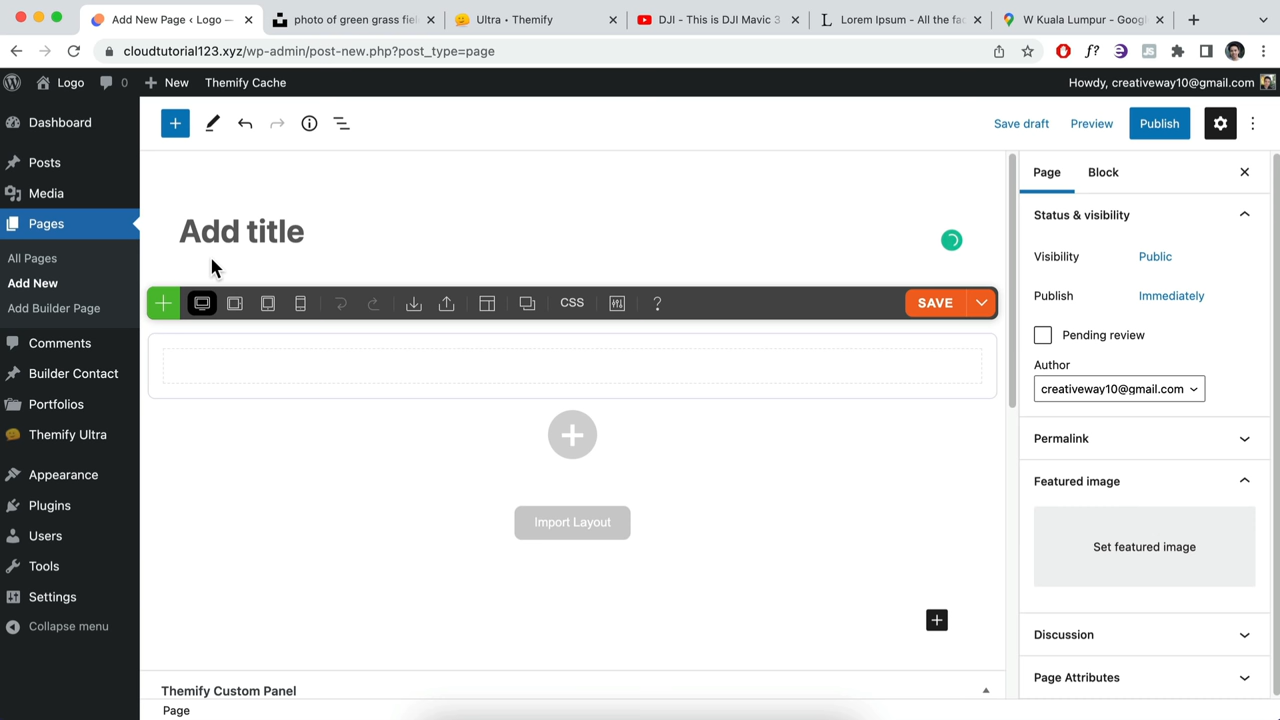 Add New Page ‹ Logo —
photo of green grass fiel
Ultra • Themify
DJI - This is DJI Mavic 3
Lorem Ipsum - All the fac
W Kuala Lumpur - Googl
cloudtutorial123.xyz/wp-admin/post-new.php?post_type=page
Logo
0
New
Themify Cache
Howdy, creativeway10@gmail.com
Dashboard
Posts
Media
Pages
All Pages
Add New
Add Builder Page
Comments
Builder Contact
Portfolios
Themify Ultra
Appearance
Plugins
Users
Tools
Settings
Collapse menu
Save draft
Preview
Publish
Add title
CSS
?
SAVE
Import Layout
Themify Custom Panel
Page
Page
Block
Status & visibility
Visibility
Public
Publish
Immediately
Pending review
Author
creativeway10@gmail.com
Permalink
Featured image
Set featured image
Discussion
Page Attributes